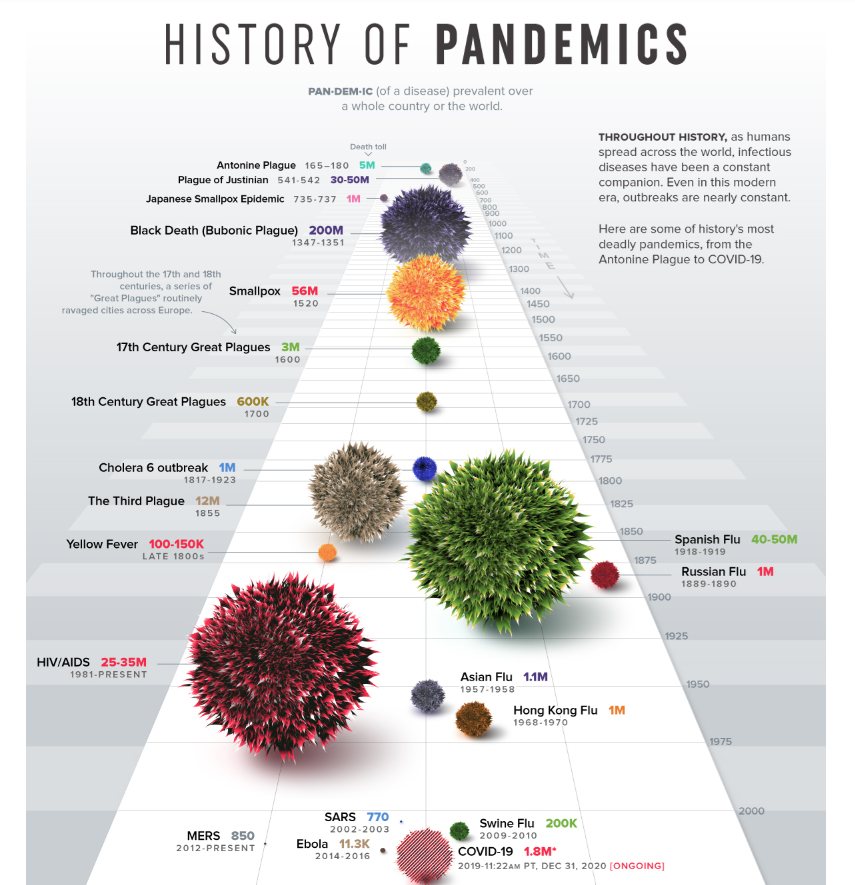 HISTORY OF PANDEMICS
PAN·DEM·IC (of a disease) prevalent over
a whole country or the world.
THROUGHOUT HISTORY, as humans
spread across the world, infectious
diseases have been a constant
companion. Even in this modern
era, outbreaks are nearly constant.
Here are some of history's most
deadly pandemics, from the
Antonine Plague to COVID-19.
Death toll
Antonine Plague 165–180 5M
Plague of Justinian 541-542 30-50M
Japanese Smallpox Epidemic 735-737 1M
Black Death (Bubonic Plague) 200M
1347-1351
Throughout the 17th and 18th
centuries, a series of
"Great Plagues" routinely
ravaged cities across Europe.
Smallpox 56M
1520
17th Century Great Plagues 3M
1600
18th Century Great Plagues 600K
1700
Cholera 6 outbreak 1M
1817-1923
The Third Plague 12M
1855
Yellow Fever 100-150K
LATE 1800s
Spanish Flu 40-50M
1918-1919
Russian Flu 1M
1889-1890
HIV/AIDS 25-35M
1981-PRESENT
Asian Flu 1.1M
1957-1958
Hong Kong Flu 1M
1968-1970
SARS 770
2002-2003
Swine Flu 200K
2009-2010
MERS 850
2012-PRESENT
Ebola 11.3K
2014-2016
COVID-19 1.8M*
2019-11:22AM PT, DEC 31, 2020 [ONGOING]
TIME
0
200
400
500
600
700
800
900
1000
1100
1200
1300
1400
1450
1500
1550
1600
1650
1700
1725
1750
1775
1800
1825
1850
1875
1900
1925
1950
1975
2000